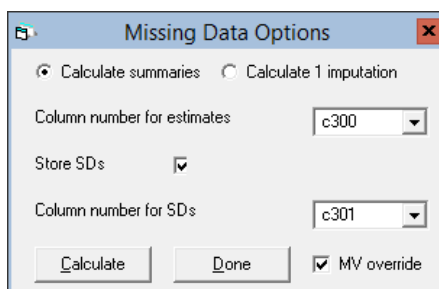 Missing Data Options
Calculate summaries Calculate 1 imputation
Column number for estimates c300
Store SDs
Column number for SDs c301
Calculate Done MV override